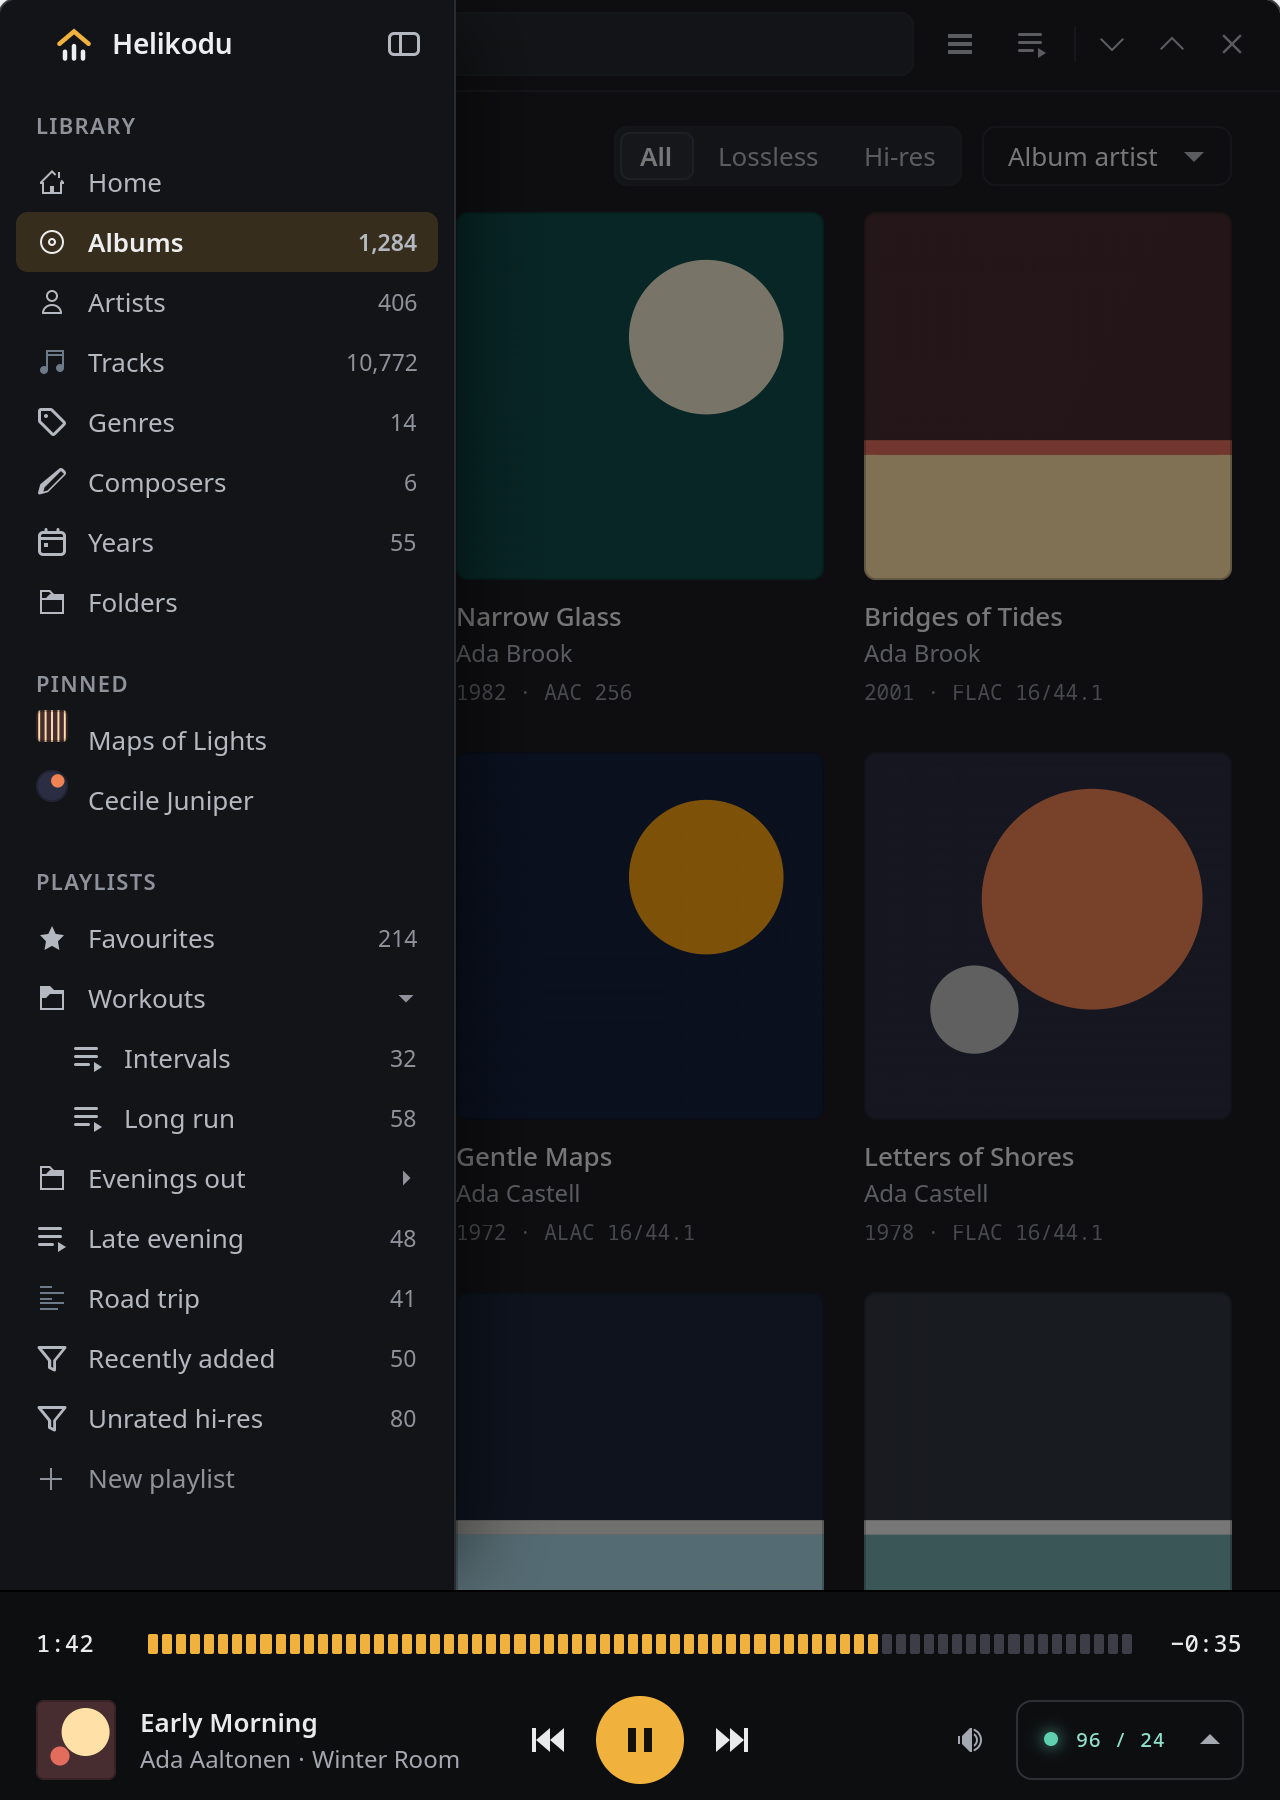 Helikodu
LIBRARY
Home
Albums 1,284
Artists 406
Tracks 10,772
Genres 14
Composers 6
Years 55
Folders
PINNED
Maps of Lights
Cecile Juniper
PLAYLISTS
Favourites 214
Workouts
Intervals 32
Long run 58
Evenings out
Late evening 48
Road trip 41
Recently added 50
Unrated hi-res 80
New playlist
All Lossless Hi-res Album artist
Narrow Glass
Ada Brook
1982 · AAC 256
Bridges of Tides
Ada Brook
2001 · FLAC 16/44.1
Gentle Maps
Ada Castell
1972 · ALAC 16/44.1
Letters of Shores
Ada Castell
1978 · FLAC 16/44.1
1:42 −0:35
Early Morning
Ada Aaltonen · Winter Room
96 / 24